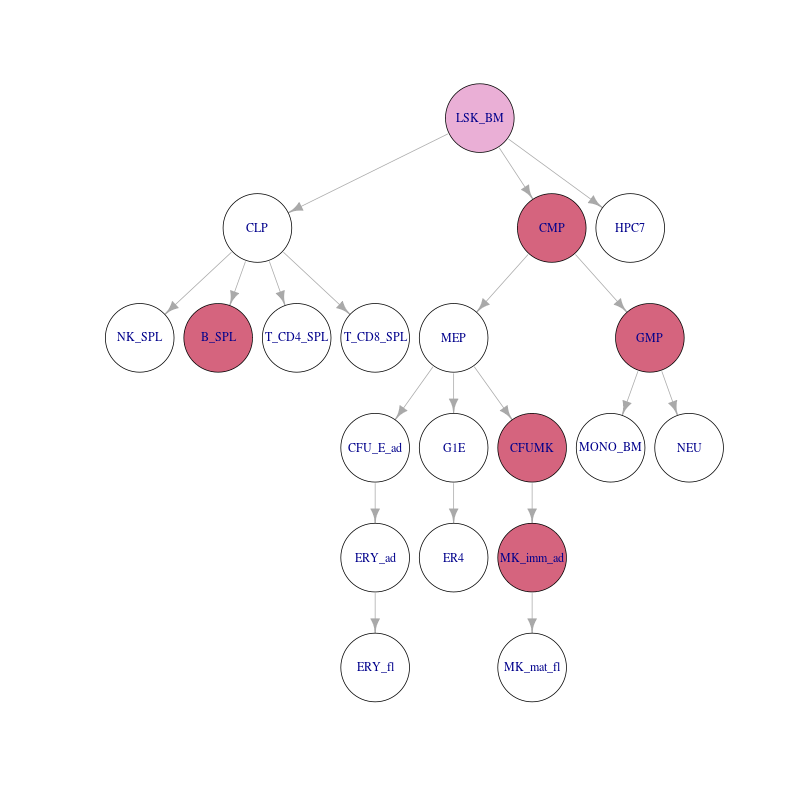 LSK_BM
CLP
CMP
HPC7
NK_SPL
B_SPL
T_CD4_SPL
T_CD8_SPL
MEP
GMP
CFU_E_ad
G1E
CFUMK
MONO_BM
NEU
ERY_ad
ER4
MK_imm_ad
ERY_fl
MK_mat_fl